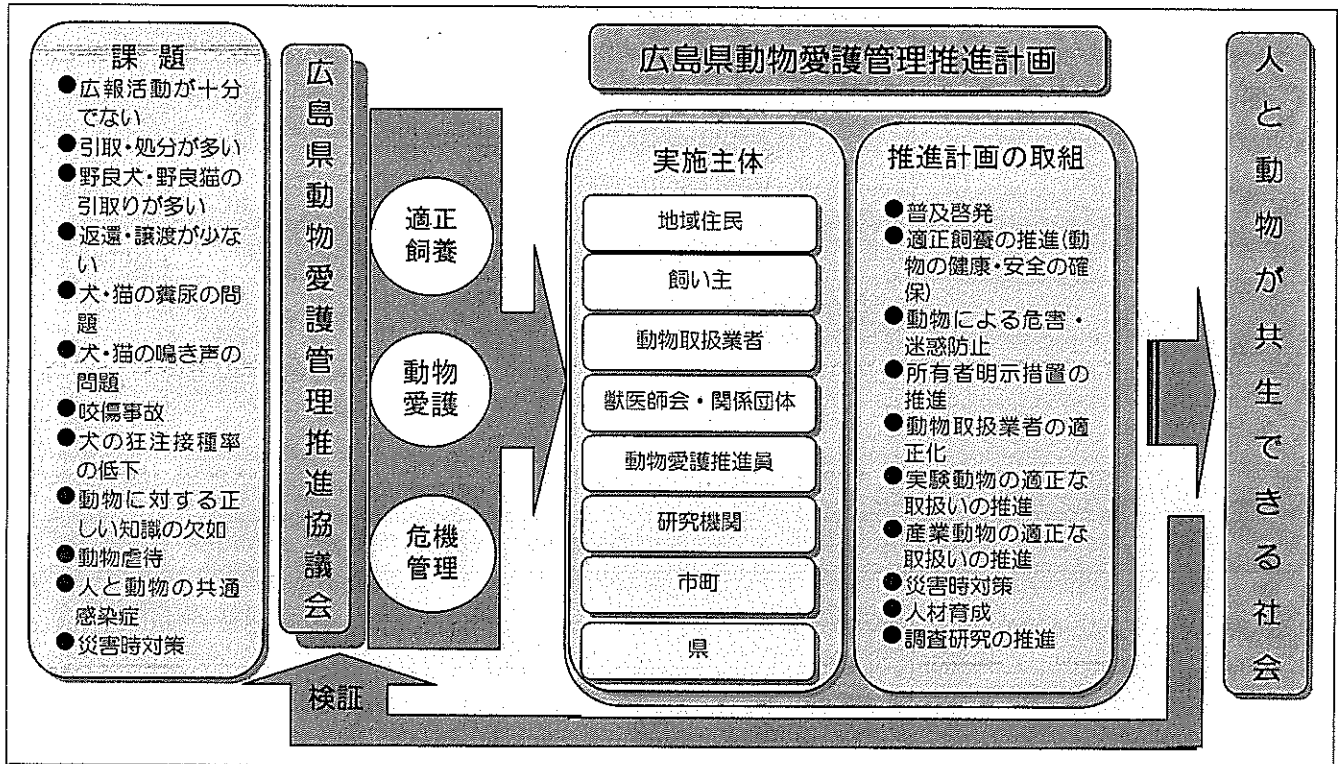 課題
●広報活動が十分
でない
●引取・処分が多い
●野良犬・野良猫の
引取りが多い
●返還・譲渡が少な
い
●犬・猫の糞尿の問
題
●犬・猫の鳴き声の
問題
●咬傷事故
●犬の狂注接種率
の低下
●動物に対する正
しい知識の欠如
●動物虐待
●人と動物の共通
感染症
●災害時対策
広島県動物愛護管理推進協議会
適正
飼養
動物
愛護
危機
管理
広島県動物愛護管理推進計画
実施主体
地域住民
飼い主
動物取扱業者
獣医師会・関係団体
動物愛護推進員
研究機関
市町
県
推進計画の取組
●普及啓発
●適正飼養の推進(動
物の健康・安全の確
保)
●動物による危害・
迷惑防止
●所有者明示措置の
推進
●動物取扱業者の適
正化
●実験動物の適正な
取扱いの推進
●産業動物の適正な
取扱いの推進
●災害時対策
●人材育成
●調査研究の推進
人と動物が共生できる社会
検証